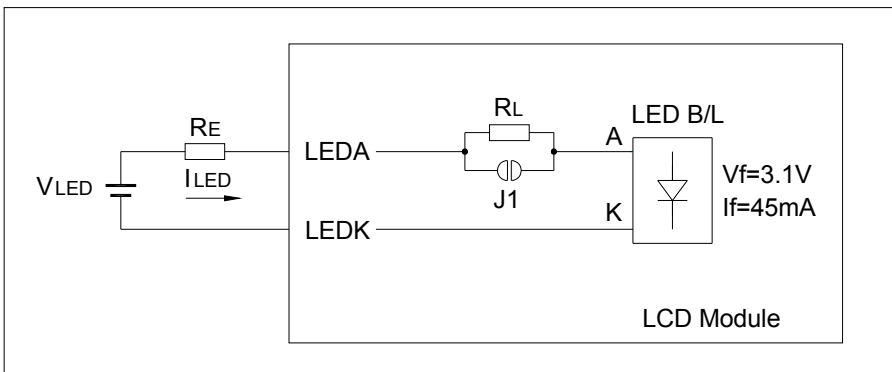 RL
LED B/L
RE
LEDA
A
VLED
ILED
J1
Vf=3.1V
If=45mA
K
LEDK
LCD Module